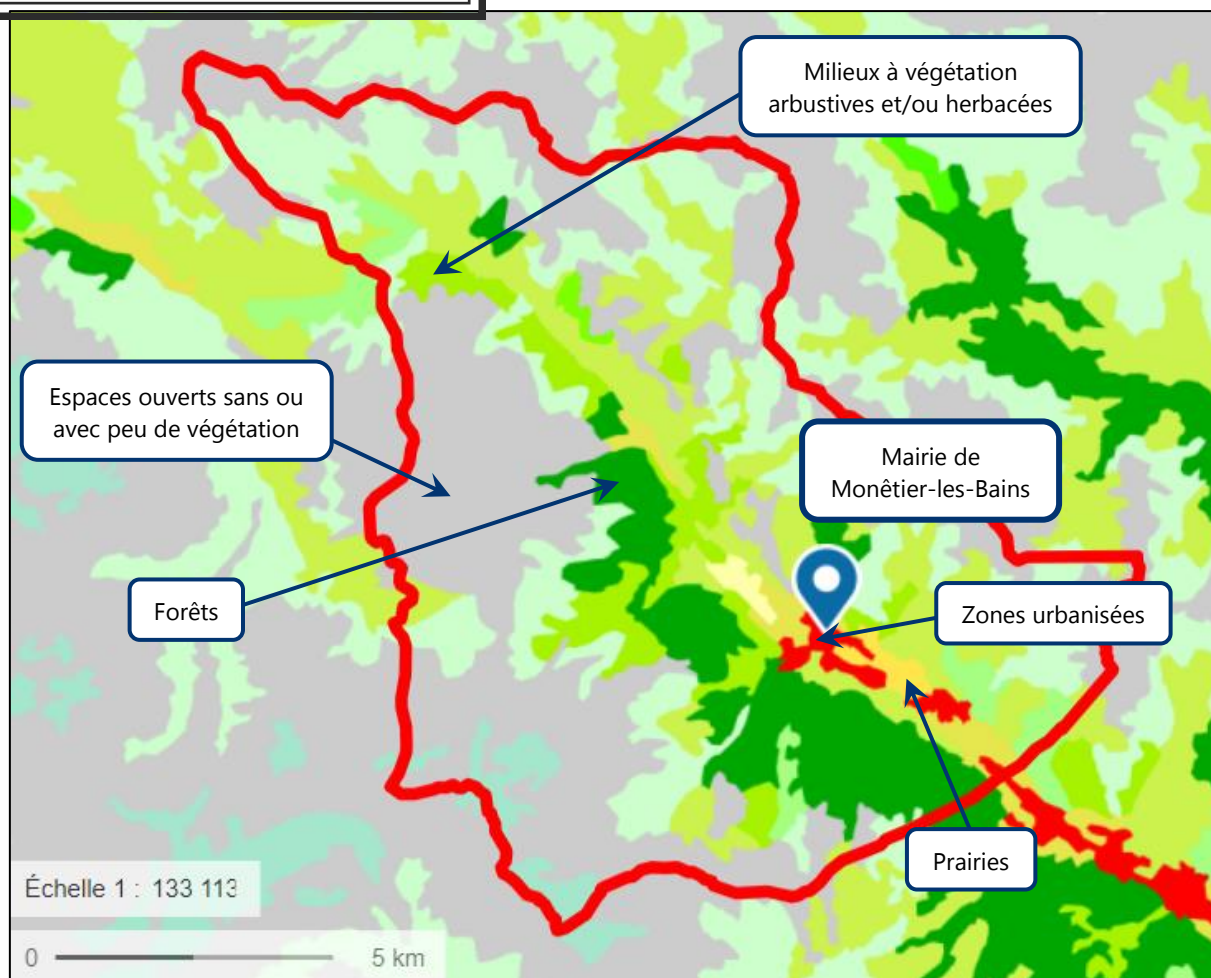 Milieux à végétation
arbustives et/ou herbacées
Espaces ouverts sans ou
avec peu de végétation
Mairie de
Monêtier-les-Bains
Forêts
Zones urbanisées
Prairies
Échelle 1 : 133 113
0 5 km